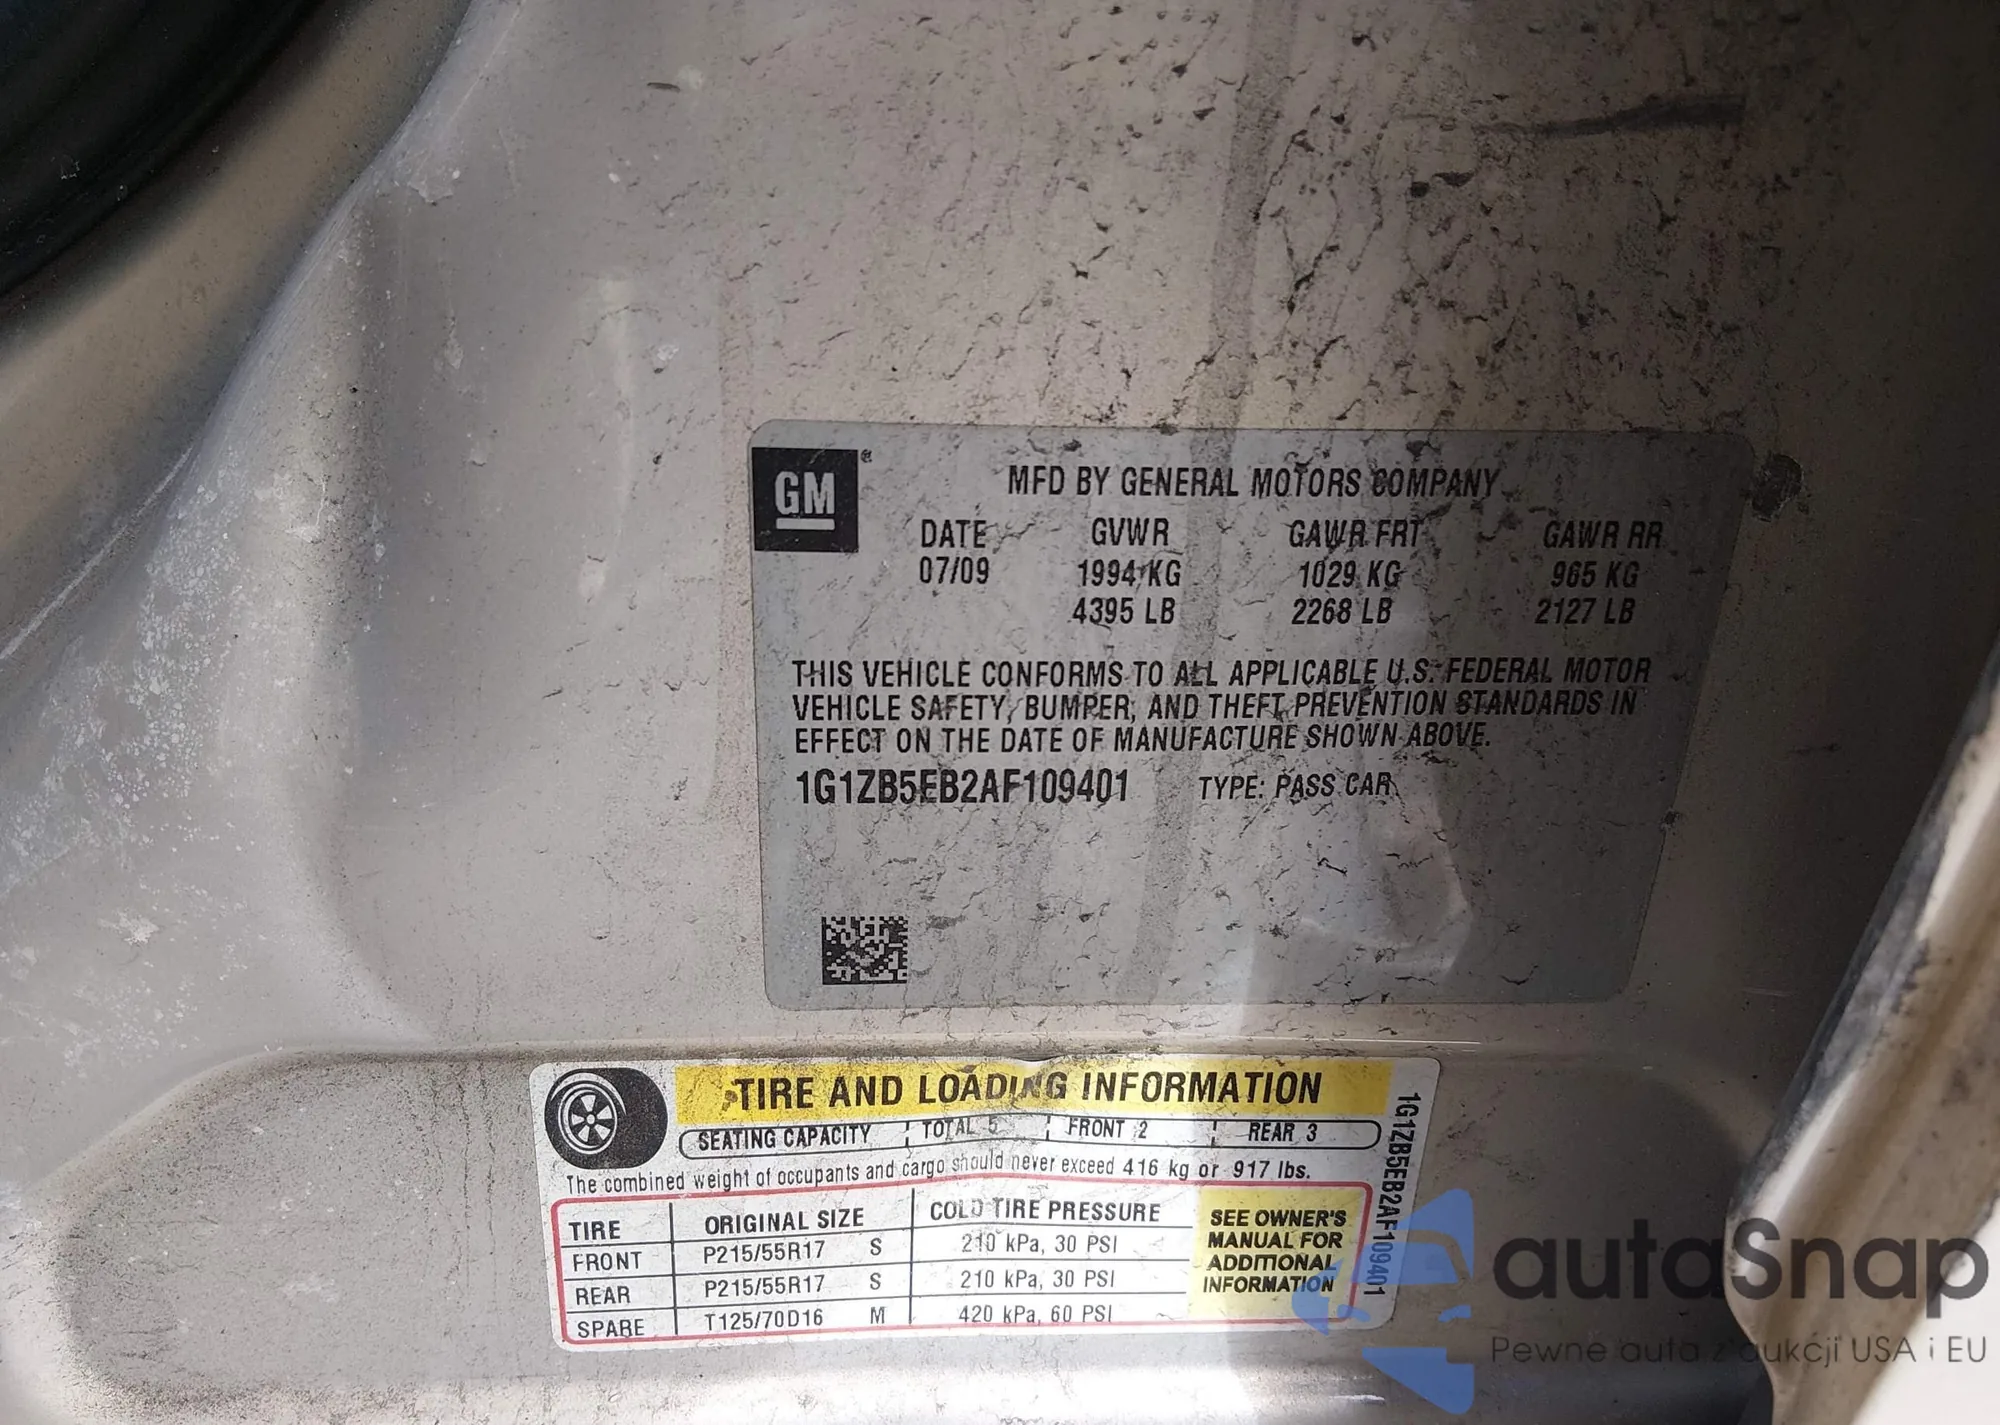 GM®
MFD BY GENERAL MOTORS COMPANY
DATE GVWR GAWR FRT GAWR RR
07/09 1994 KG 1029 KG 965 KG
4395 LB 2268 LB 2127 LB
THIS VEHICLE CONFORMS TO ALL APPLICABLE U.S. FEDERAL MOTOR
VEHICLE SAFETY, BUMPER, AND THEFT PREVENTION STANDARDS IN
EFFECT ON THE DATE OF MANUFACTURE SHOWN ABOVE.
1G1ZB5EB2AF109401 TYPE: PASS CAR
TIRE AND LOADING INFORMATION
SEATING CAPACITY TOTAL 5 FRONT 2 REAR 3
The combined weight of occupants and cargo should never exceed 416 kg or 917 lbs.
TIRE ORIGINAL SIZE COLD TIRE PRESSURE
FRONT P215/55R17 S 210 kPa, 30 PSI
REAR P215/55R17 S 210 kPa, 30 PSI
SPARE T125/70D16 M 420 kPa, 60 PSI
SEE OWNER'S
MANUAL FOR
ADDITIONAL
INFORMATION
1G1ZB5EB2AF109401
autaSnap
Pewne auta z aukcji USA i EU